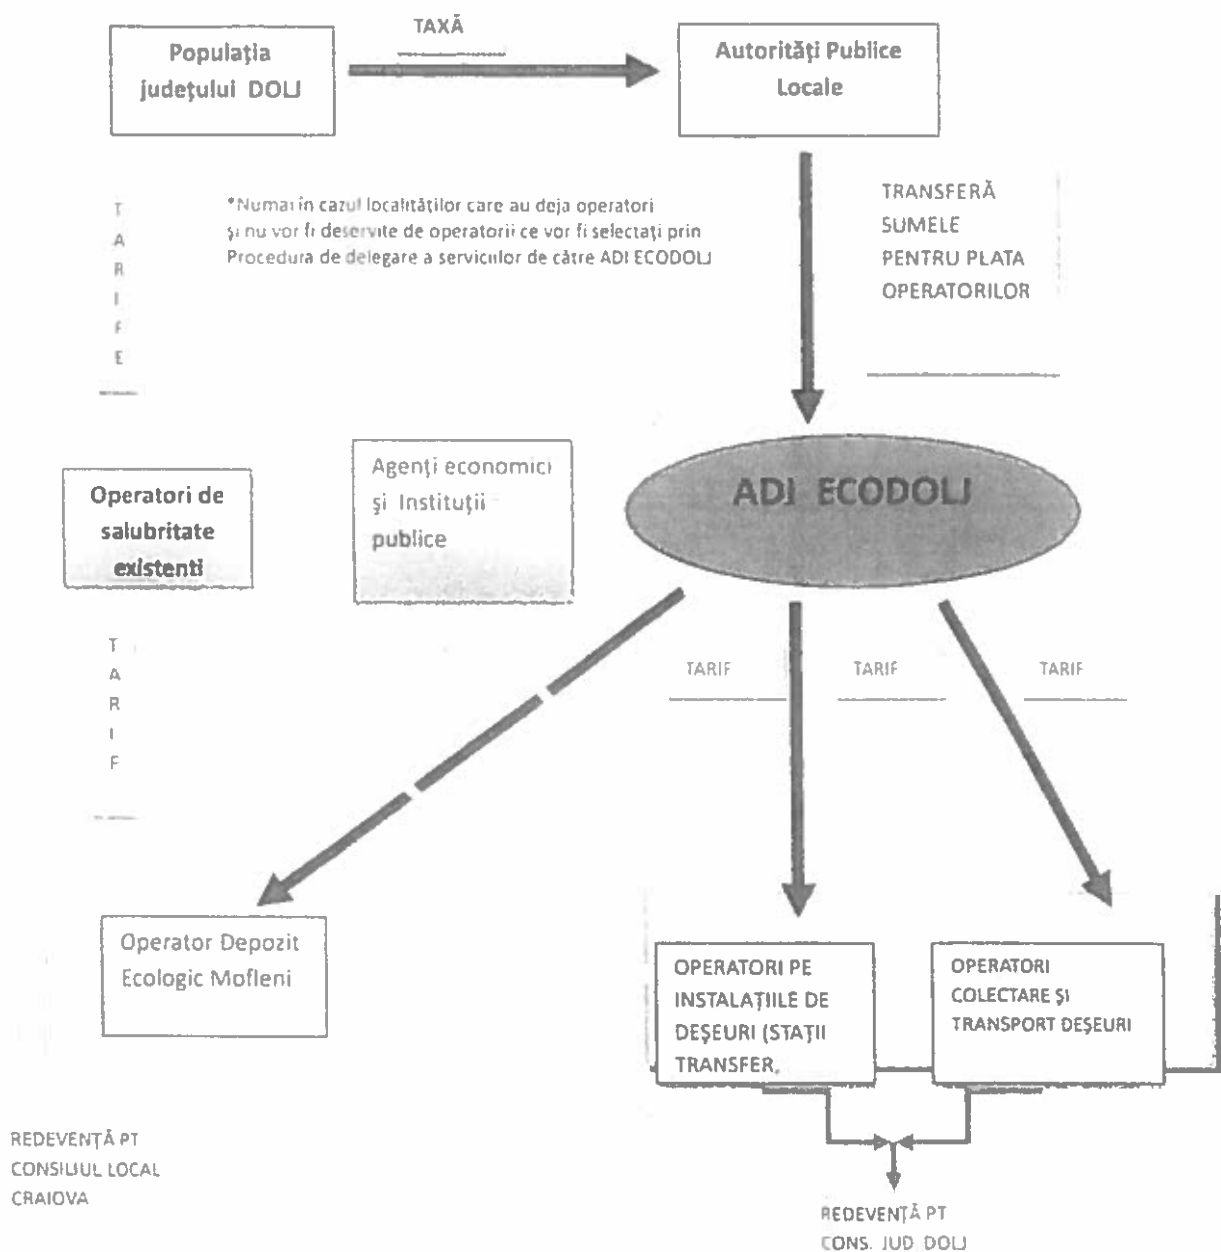 TAXĂ
Populația
județului DOLJ
Autorități Publice
Locale
T
A
R
I
F
E
*Numai în cazul localităților care au deja operatori
și nu vor fi deservite de operatorii ce vor fi selectați prin
Procedura de delegare a serviciilor de către ADI ECODOLJ
TRANSFERĂ
SUMELE
PENTRU PLATA
OPERATORILOR
Operatori de
salubritate
existenti
Agenți economici
și Instituții
publice
ADI ECODOLJ
T
A
R
I
F
TARIF
TARIF
TARIF
Operator Depozit
Ecologic Mofleni
OPERATORI PE
INSTALAȚIILE DE
DEȘEURI (STAȚII
TRANSFER,
OPERATORI
COLECTARE ȘI
TRANSPORT DEȘEURI
REDEVENȚĂ PT
CONSILIUL LOCAL
CRAIOVA
REDEVENȚĂ PT
CONS. JUD. DOLJ